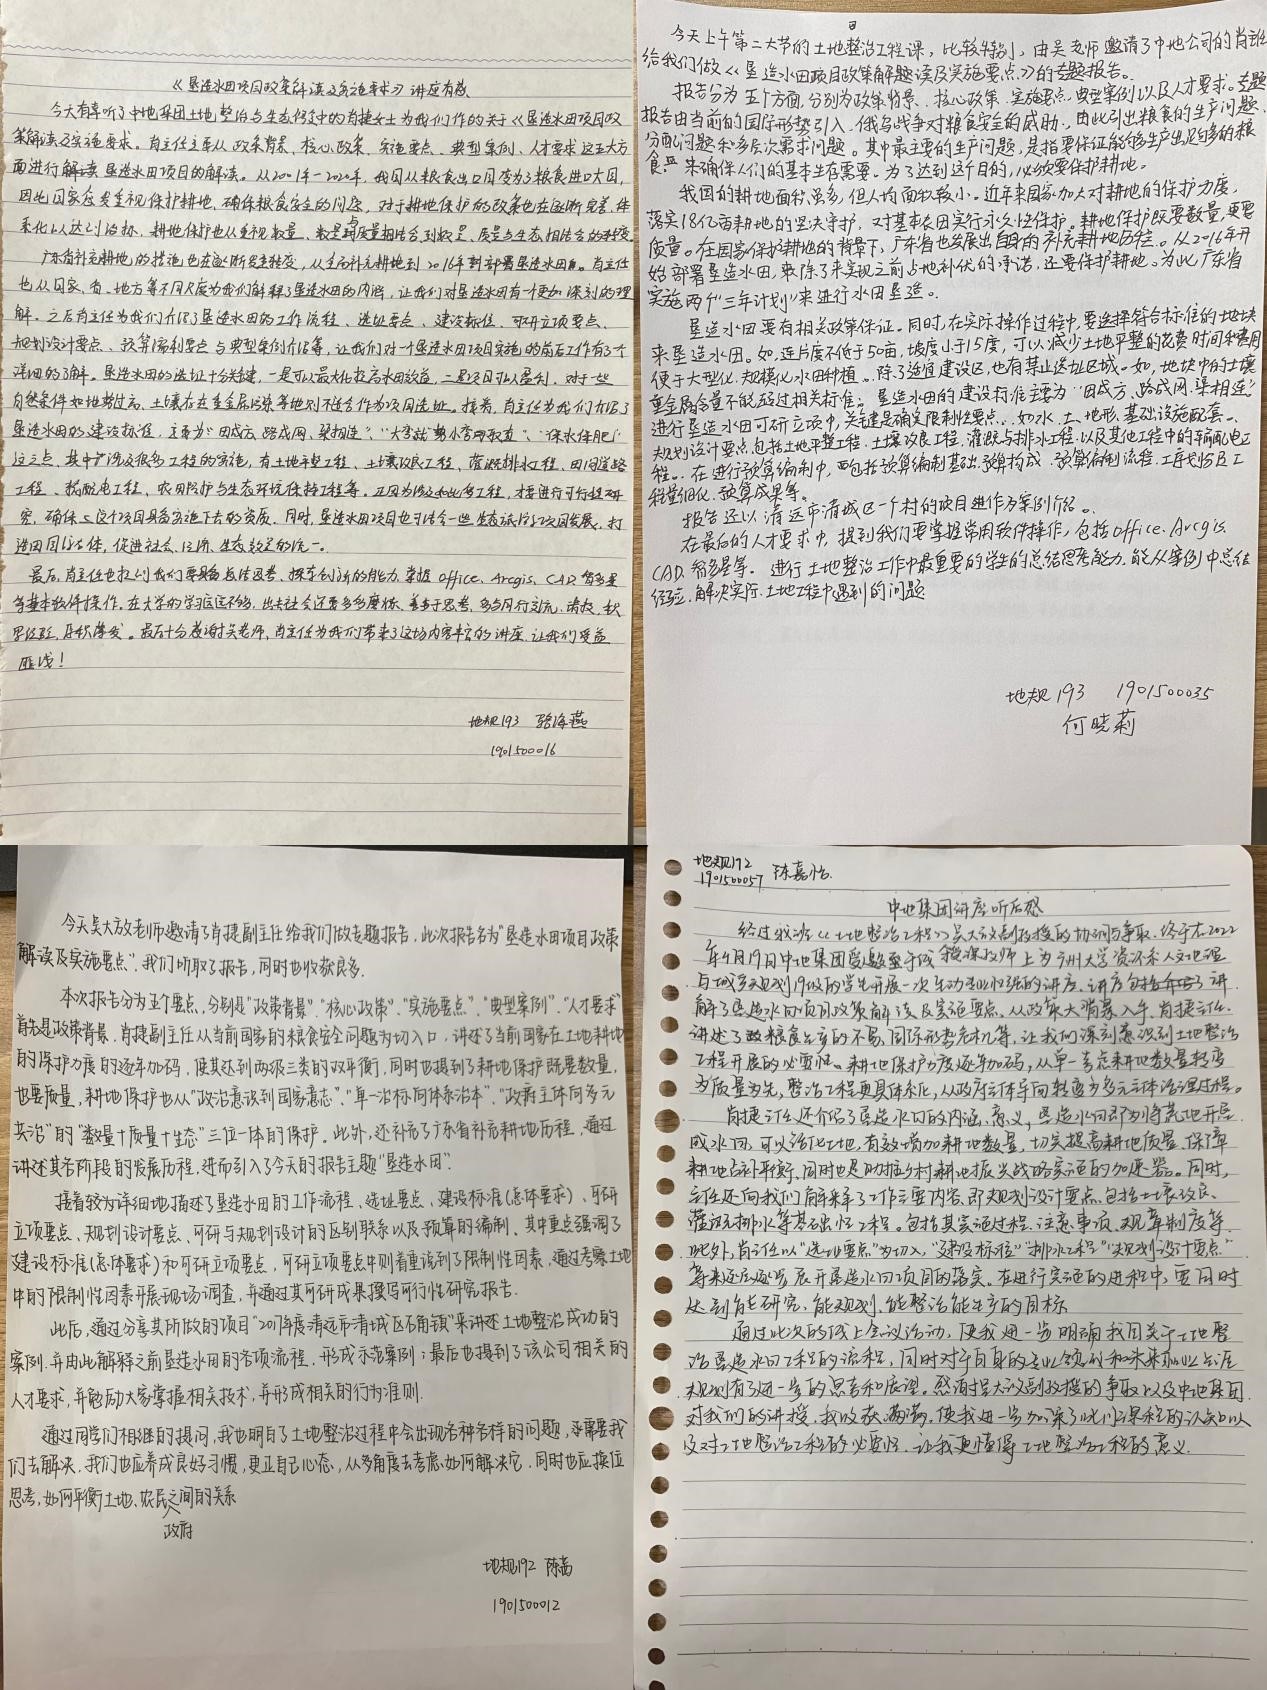 《垦造水田项目政策解读及实施要求》讲座有感
今天有幸听了中地集团土地整治与生态修复中的肖捷女士为我们作的关于《垦造水田项目政
策解读及实施要求。肖主任主要从政策背景、核心政策、实施要点、典型案例、人才要求这五大方
面进行解读垦造水田项目的解读。从2001年-2020年,我国从粮食出口国变为了粮食进口大国,
因此国家愈发重视保护耕地、确保粮食安全的问题,对于耕地保护的政策也在逐渐完善、体
系化以达到治标,耕地保护也从重视数量、数量与质量相结合到数量、质量与生态相结合的转变
广东省补充耕地的措施也在逐渐发生转变,从全省补充耕地到2016年部署垦造水田。肖主任
也从国家、省、地方等不同尺度为我们解释了垦造水田的内涵,让我们对垦造水田有一个更加深刻的理
解。之后肖主任为我们介绍了垦造水田的工作流程、选址要点、建设标准、可研立项要点、
规划设计要点、预算编制要点与典型案例介绍等,让我们对一个垦造水田项目实施的前后工作有了个
详细的了解。垦造水田的选址十分关键,一是可以最大化提高水田效益,二是项目可以盈利,对于一些
自然条件如地势过高、土壤存在重金属污染等地则不适合作为项目选址。接着,肖主任为我们介绍了
垦造水田的建设标准,主要为“田成方、路成网、渠相连”、“大弯就势小弯取直”、“保水保肥”
这三点,其中广泛涉及很多工程的实施,有土地平整工程、土壤改良工程、灌溉排水工程、田间道路
工程、输配电工程、农田防护与生态环境保持工程等。正因为涉及如此多工程,才要进行可行性研
究,确保这个项目具备实施下去的资质,同时,垦造水田项目也可结合一些生态旅游项目发展,打
造田园综合体,促进社会、经济、生态效益的统一。
最后,肖主任也提到我们要具备总结思考、探索创新的能力,掌握office、Arcgis、CAD、智多星
等基本软件操作。在大学的学习远远不够,出去社会还要多多磨炼、善于思考,多与同行交流、请教,积
累经验,厚积薄发。最后十分感谢吴老师,肖主任为我们带来了这场内容丰富的讲座,让我们受益
匪浅!
地规193 骆海燕
1901500016
今天上午第二大节的土地整治工程课,比较特别,由吴老师邀请了中地公司的肖
给我们做《垦造水田项目政策解题读及实施要点》的专题报告。
报告分为五个方面,分别为政策背景、核心政策、实施要点、典型案例以及人才要求。专题
报告由当前的国际形势引入,俄乌战争对粮食安全的威胁,由此引出粮食的生产问题、
分配问题和多层次需求问题。其中最主要的生产问题,是指要保证能够生产出足够多的粮
食,来确保人们的基本生存需要。为了达到这个目的,必须要保护耕地。
我国的耕地面积虽多,但人均面积较小。近年来国家加大对耕地的保护力度,
落实18亿亩耕地的坚决守护,对基本农田实行永久性保护。耕地保护既要数量,更要
质量。在国家保护耕地的背景下,广东省也发展出自身的补充耕地历程。从2016年开
始部署垦造水田,除了来实现之前占地补优的承诺,还要保护耕地。为此广东省
实施两个“三年计划”来进行水田垦造。
垦造水田要有相关政策保证。同时,在实际操作过程中,要选择符合标准的地块
来垦造水田。如,连片度不低于50亩,坡度小于15度,可以减少土地平整的花费时间和费用
便于大型化、规模化水田种植。除了适宜建设区,也有禁止选址区域。如,地块中的土壤
重金属含量不能超过相关标准。垦造水田的建设标准主要为“田成方、路成网、渠相连”
进行垦造水田可研立项中,关键是确定限制性要点,如水、土、地形、基础设施配套
规划设计要点包括土地平整工程、土壤改良工程、灌溉与排水工程以及其他工程中的输配电工
程。在进行预算编制中,包括预算编制基础、预算构成、预算编制流程、工序划分及工
程量细化、预算成果等。
报告还以清远市清城区一个村的项目进作为案例介绍。
在最后的人才要求中,提到我们要掌握常用软件操作,包括office、Arcgis、
CAD、智多星等。进行土地整治工作中最重要的学生的总结思考能力,能从案例中总结
经验,解决实际土地工程中遇到的问题
地规193 1901500035
何晓莉
今天吴大放老师邀请了肖捷副主任给我们做专题报告,此次报告名为“垦造水田项目政策
解读及实施要点”,我们听取了报告,同时也收获良多。
本次报告分为五个要点,分别是“政策背景”、“核心政策”、“实施要点”、“典型案例”、“人才要求”
首先是政策背景,肖捷副主任从当前国家的来粮食安全问题为切入口,讲述了当前国家在土地耕地
的保护力度的逐年加码,使其达到两级三类的双平衡,同时也提到了耕地保护既要数量,
也要质量,耕地保护也从“政治意识到国家意志”、“单一治标向体系治本”、“政府主体向多元
共治”的“数量+质量+生态”三位一体的保护。此外,还补充了广东省补充耕地历程,通过
讲述其各阶段的发展历程,进而引入了今天的报告主题“垦造水田”。
接着较为详细地描述了垦造水田的工作流程、选址要点、建设标准(总体要求)、可研
立项要点、规划设计要点、可研与规划设计的区别联系以及预算的编制。其中重点强调了
建设标准(总体要求)和可研立项要点,可研立项要点中则着重说到了限制性因素,通过考察土地
中的限制性因素开展现场调查,并通过其可研成果撰写可行性研究报告。
此后,通过分享其所做的项目“2017年度清远市清城区石角镇”来讲述土地整治成功的
案例,并由此解释之前垦造水田的各项流程,形成示范案例;最后也提到了该公司相关的
人才要求,并勉励大家掌握相关技术,并形成相关的行为准则。
通过同学们相继的提问,我也明白了土地整治过程中会出现各种各样的问题,需要我
们去解决,我们也应养成良好习惯,更正自己心态,从多角度去考虑如何解决它,同时也应换位
思考,如何平衡土地、农民之间的关系
政府
地规192 陈茜
1901500012
地规192
1901500057 陈嘉怡
中地集团讲座听后感
经过我班《土地整治工程》吴大放副教授的协调与争取,终于在2022
年4月19日中地集团受邀至于线授课教师上为广州大学资环系人文地理
与城乡规划19级的学生开展一次生动专业性强的讲座。讲座包括讲
解了垦造水田项目政策解读及实施要点,从政策大背景入手,肖捷主任
讲述了粮食安全的不易,国际形势危机等,让我们深刻意识到土地整治
工程开展的必要性。耕地保护力度逐年加码,从单一考虑耕地数量转变
为质量为先,整治工程更具体系化,从政府主体导向转变为多元主体治理过程。
肖捷主任还介绍了垦造水田的内涵、意义,垦造水田即为将荒地开垦
成水田,可以活化土地,有效增加耕地数量,切实提高耕地质量,保障
耕地占补平衡,同时也是助推乡村耕地振兴战略实施的加速器。同时,
主任还向我们解释了工作主要内容,即规划设计要点,包括土壤改良、
灌溉排水等基础性工程。包括其实施过程、注意事项、规章制度等
此外,肖主任以“选址要点”为切入,“建设标准”“排水工程”“规划设计要点”
等来逐步展开垦造水田项目的落实。在进行实施的进程中,要同时
达到能研究、能规划、能整治能生产的目标
通过此次的线上会议活动,使我进一步明确我国关于土地整
治垦造水田工程的流程,同时对于自身的专业领域和未来职业生涯
规划有了进一步的思考和展望。感谢吴大放副教授的争取以及中地集团
对我们的讲授,我收获满满,使我进一步加深了此门课程的认知以
及对土地整治工程的必要性,让我更懂得土地整治工程的意义